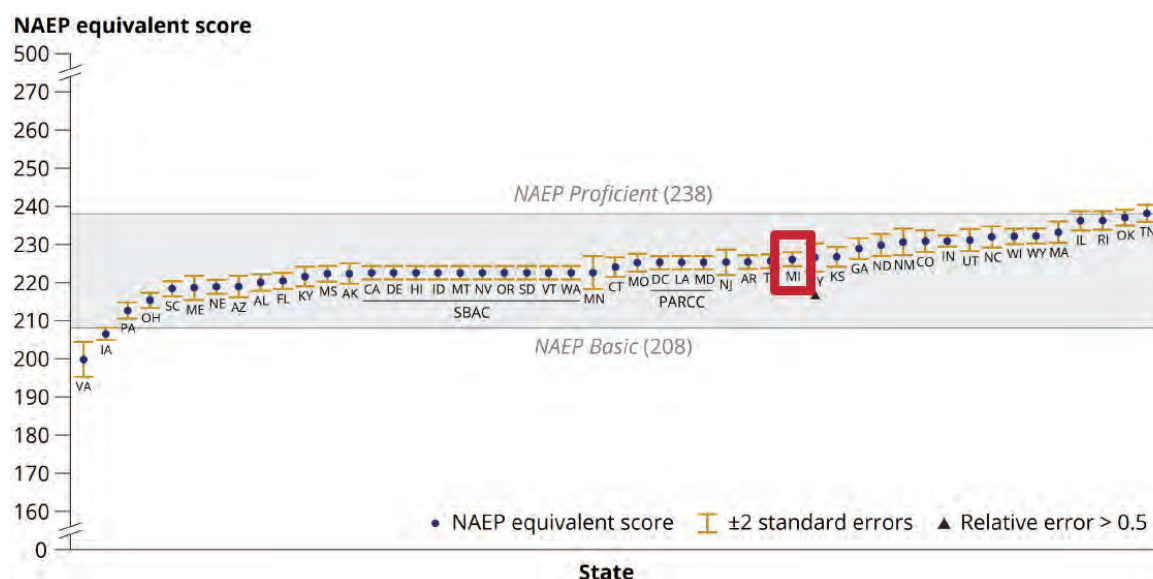 NAEP equivalent score
500
270
260
250
240
230
220
210
200
190
180
170
160
0
NAEP Proficient (238)
NAEP Basic (208)
VA
IA
PA
OH
SC
ME
NE
AZ
AL
FL
KY
MS
AK
CA DE HI ID MT NV OR SD VT WA
SBAC
MN
CT
MO
DC LA MD
PARCC
NJ
AR
MI
KS
GA
ND
NM
CO
IN
UT
NC
WI
WY
MA
IL
RI
OK
TN
NAEP equivalent score ±2 standard errors Relative error > 0.5
State